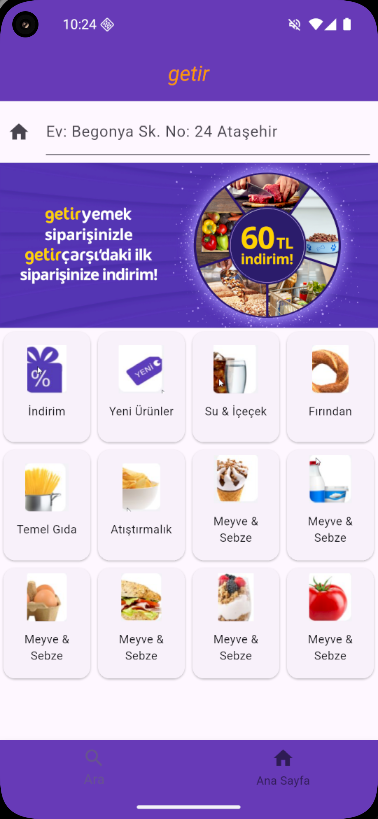 10:24
getir
Ev: Begonya Sk. No: 24 Ataşehir
getiryemek
siparişinizle
getirçarşı'daki ilk
siparişinize indirim!
60 TL
indirim!
%
YENİ
İndirim
Yeni Ürünler
Su & İçeçek
Fırından
Temel Gıda
Atıştırmalık
Meyve &
Sebze
Meyve &
Sebze
Meyve &
Sebze
Meyve &
Sebze
Meyve &
Sebze
Meyve &
Sebze
Ara
Ana Sayfa